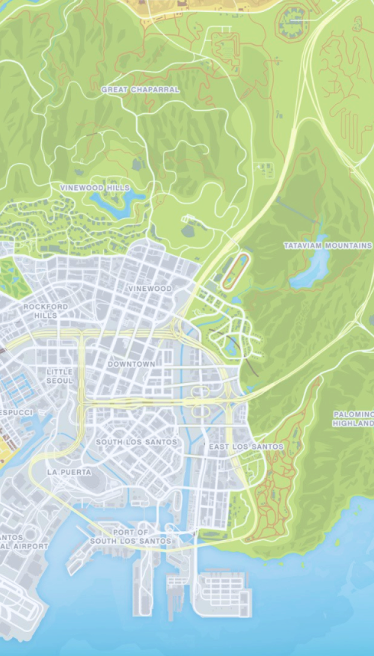 GREAT CHAPARRAL
VINEWOOD HILLS
TATAVIAM MOUNTAINS
VINEWOOD
ROCKFORD
HILLS
DOWNTOWN
LITTLE
SEOUL
ESPUCCI
PALOMINO
HIGHLAND
SOUTH LOS SANTOS
EAST LOS SANTOS
LA PUERTA
PORT OF
SOUTH LOS SANTOS
ANTOS
AL AIRPORT